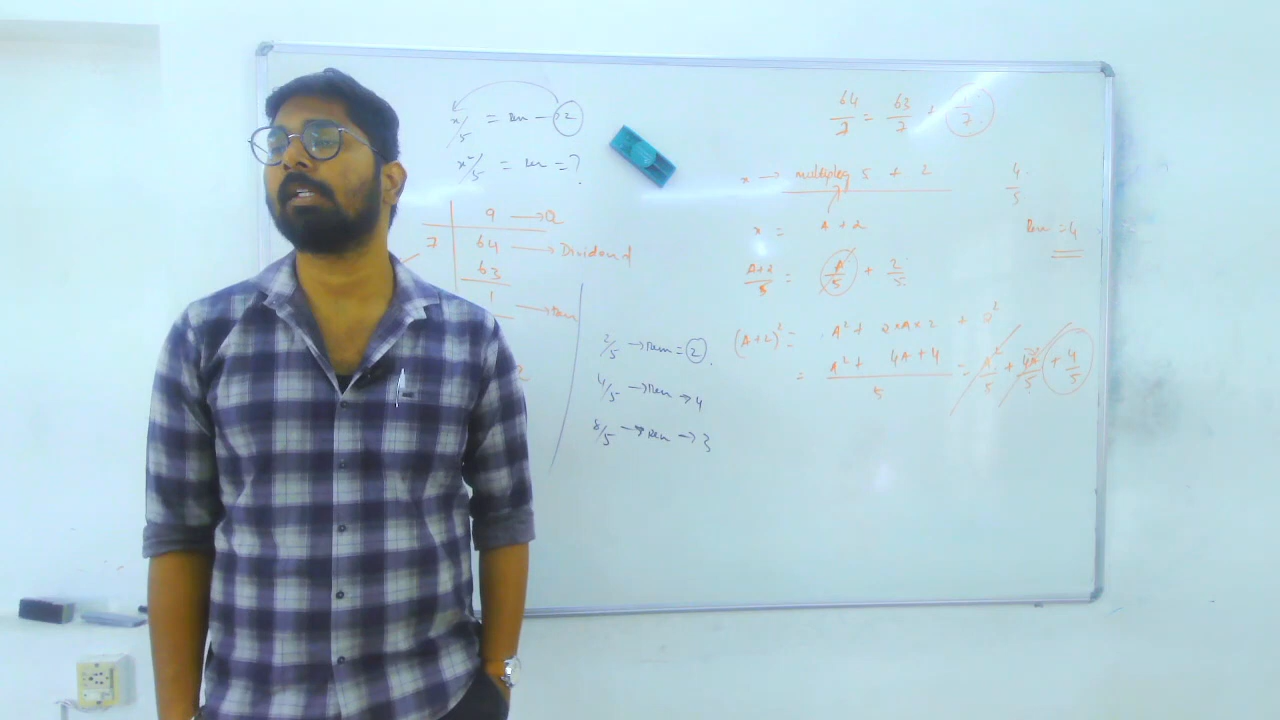 x/5 = Rem → 2
x²/5 = Rem = ?
9 → Q
7 64 → Dividend
63
1 → Rem
2
2/5 → Rem = 2.
4/5 → Rem → 4
8/5 → Rem → 3
64/7 = 63/7 + 1/7.
x → multiple 5 + 2
x = A + 2
A+2/5 = A/5 + 2/5
(A+2)² = A² + 2×A×2 + 2²
= A² + 4A + 4/5 = A²/5 + 4A/5 + 4/5
4/5
Rem = 4